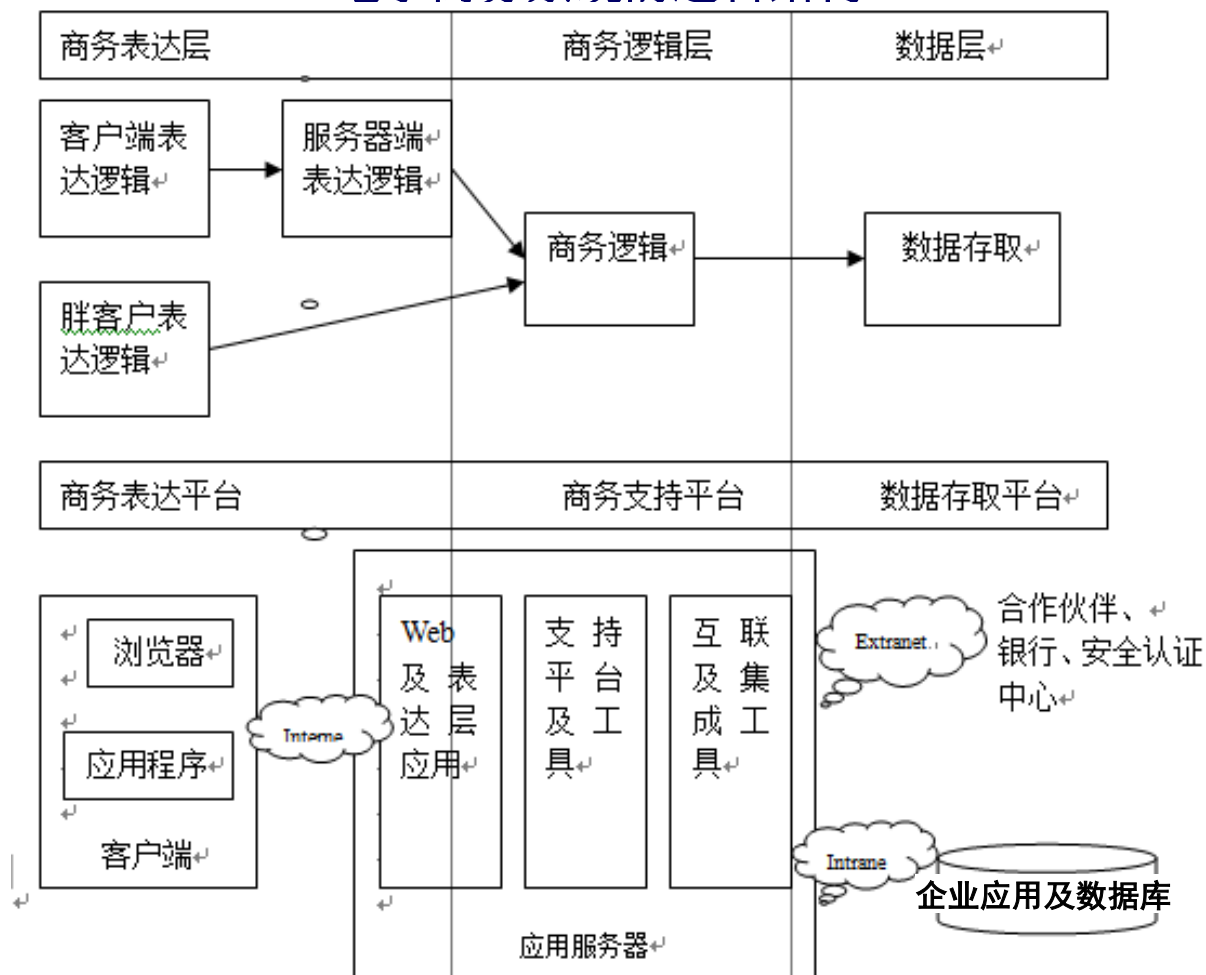 商务表达层 商务逻辑层 数据层
客户端表
达逻辑
服务器端
表达逻辑
商务逻辑
数据存取
胖客户表
达逻辑
商务表达平台 商务支持平台 数据存取平台
浏览器
应用程序
客户端
Interne
Web
及表
达层
应用
支持
平台
及工
具
互联
及集
成工
具
应用服务器
Extranet
合作伙伴、
银行、安全认证
中心
Intrane
企业应用及数据库